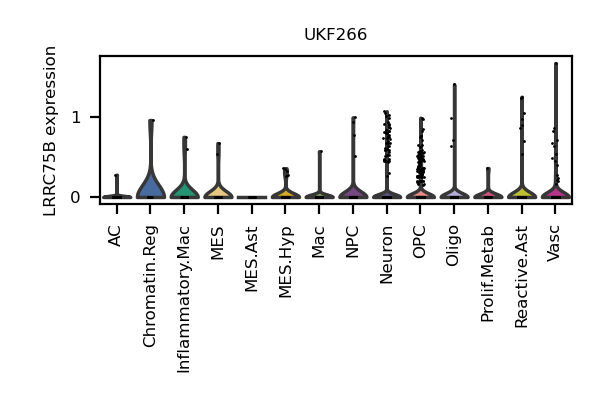 UKF266
LRRC75B expression
1
0
AC
Chromatin.Reg
Inflammatory.Mac
MES
MES.Ast
MES.Hyp
Mac
NPC
Neuron
OPC
Oligo
Prolif.Metab
Reactive.Ast
Vasc